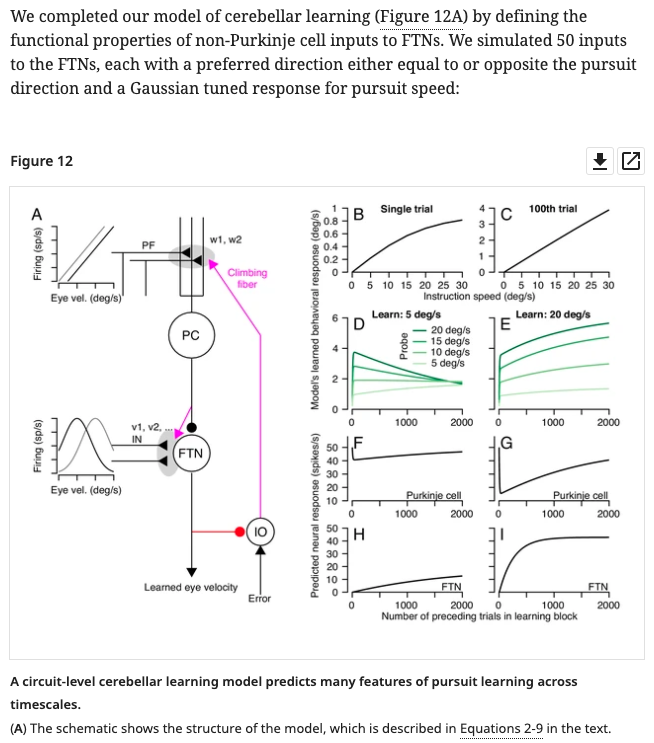 We completed our model of cerebellar learning (Figure 12A) by defining the
functional properties of non-Purkinje cell inputs to FTNs. We simulated 50 inputs
to the FTNs, each with a preferred direction either equal to or opposite the pursuit
direction and a Gaussian tuned response for pursuit speed:
Figure 12
A
Firing (sp/s)
Eye vel. (deg/s)
PF
w1, w2
Climbing
fiber
PC
Firing (sp/s)
Eye vel. (deg/s)
v1, v2, ...
IN
FTN
IO
Learned eye velocity
Error
Model's learned behavioral response (deg/s)
B
Single trial
1
0.8
0.6
0.4
0.2
0
0 5 10 15 20 25 30
C
100th trial
4
3
2
1
0
0 5 10 15 20 25 30
Instruction speed (deg/s)
D
Learn: 5 deg/s
Probe
20 deg/s
15 deg/s
10 deg/s
5 deg/s
6
4
2
0
0 1000 2000
E
Learn: 20 deg/s
0 1000 2000
Predicted neural response (spikes/s)
F
50
40
30
20
10
Purkinje cell
0 1000 2000
G
Purkinje cell
0 1000 2000
H
50
40
30
20
10
0
FTN
0 1000 2000
I
FTN
0 1000 2000
Number of preceding trials in learning block
A circuit-level cerebellar learning model predicts many features of pursuit learning across
timescales.
(A) The schematic shows the structure of the model, which is described in Equations 2-9 in the text.